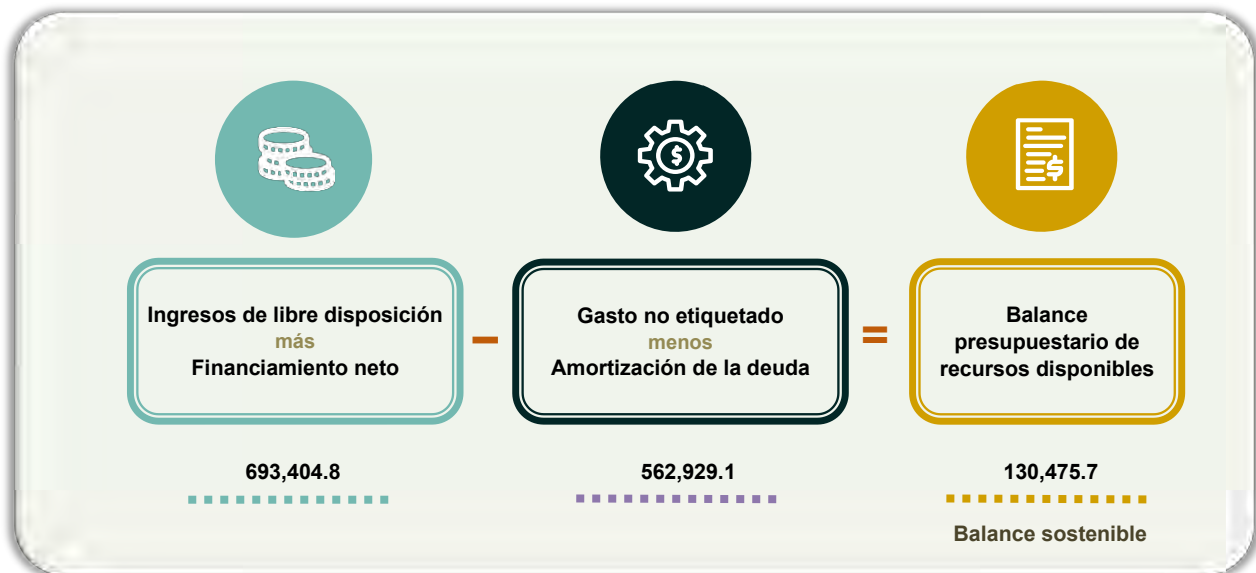 Ingresos de libre disposición
más
Financiamiento neto
−
Gasto no etiquetado
menos
Amortización de la deuda
=
Balance
presupuestario de
recursos disponibles
693,404.8
562,929.1
130,475.7
Balance sostenible